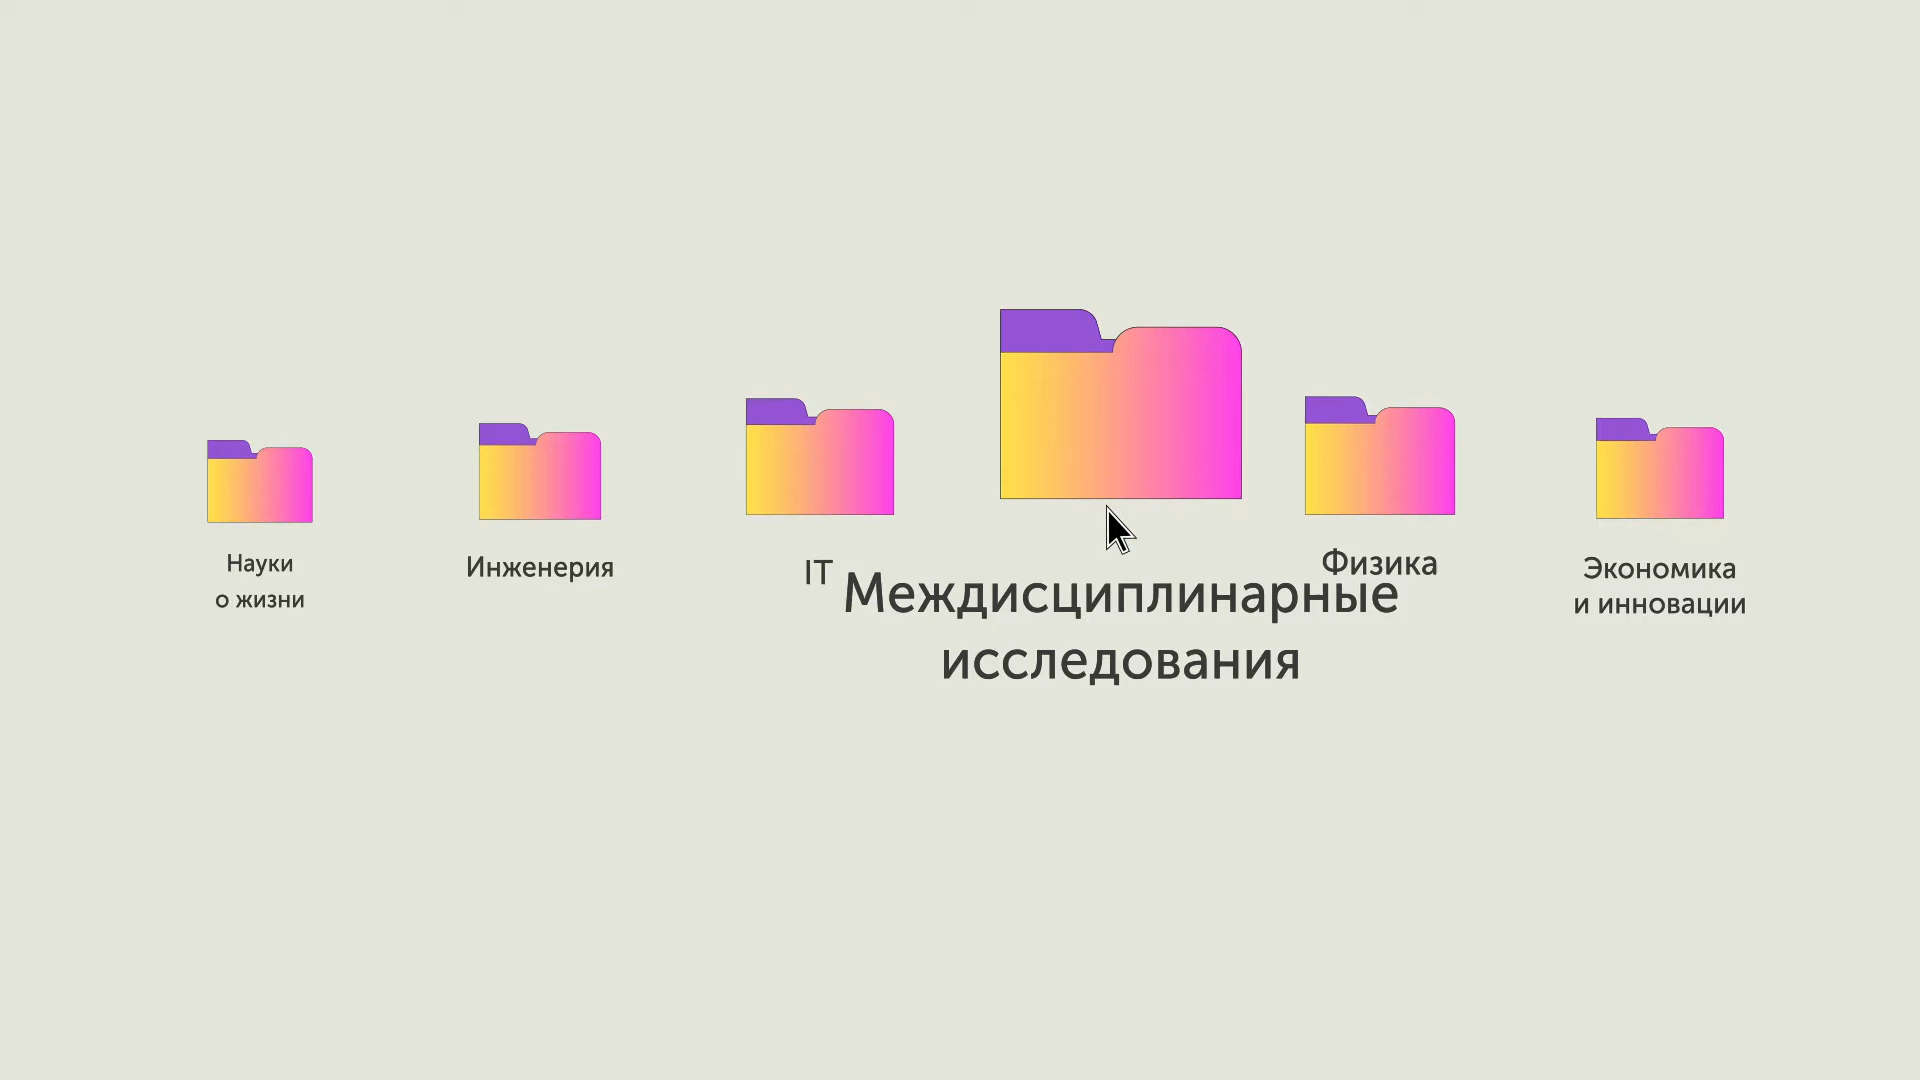 Науки
о жизни
Инженерия
IT
Междисциплинарные
исследования
Физика
Экономика
и инновации